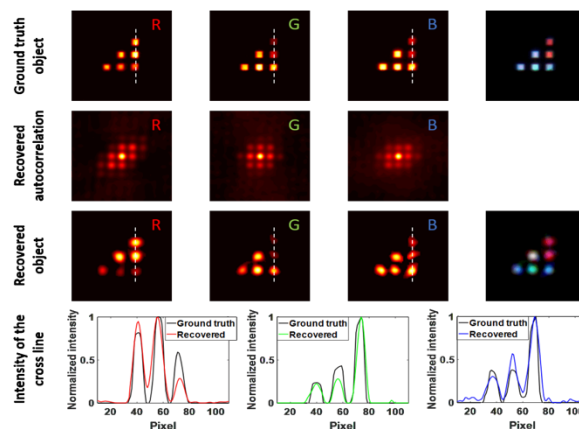 Ground truth object
R
G
B
Recovered autocorrelation
R
G
B
Recovered object
R
G
B
Intensity of the cross line
Normalized intensity
1
0.5
0
20 40 60 80 100
Pixel
Ground truth
Recovered
Normalized intensity
1
0.5
0
20 40 60 80 100
Pixel
Ground truth
Recovered
Normalized intensity
1
0.5
0
20 40 60 80 100
Pixel
Ground truth
Recovered